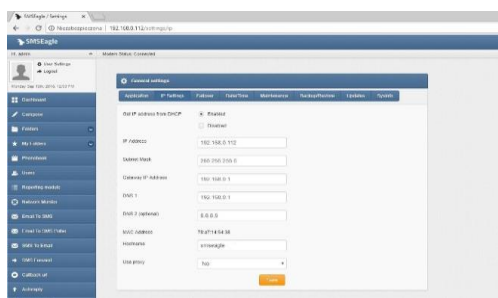 SMSEagle / Settings
Niezabezpieczona | 192.168.0.112/settings/ip
SMSEagle
Modem Status: Connected
User Settings
Logout
General settings
Application IP Settings Failover Date/Time Maintenance Backup/Restore Updates Sysinfo
Dashboard
Compose
Folders
My Folders
Phonebook
Users
Reporting module
Network Monitor
Email To SMS
Email To SMS Poller
SMS To Email
SMS Forward
Callback url
Autoreply
Get IP address from DHCP
Enabled
Disabled
IP Address
192.168.0.112
Subnet Mask
255.255.255.0
Gateway IP Address
192.168.0.1
DNS 1
192.168.0.1
DNS 2 (optional)
8.8.8.8
MAC Address
Hostname
smseagle
Use proxy
No
Save